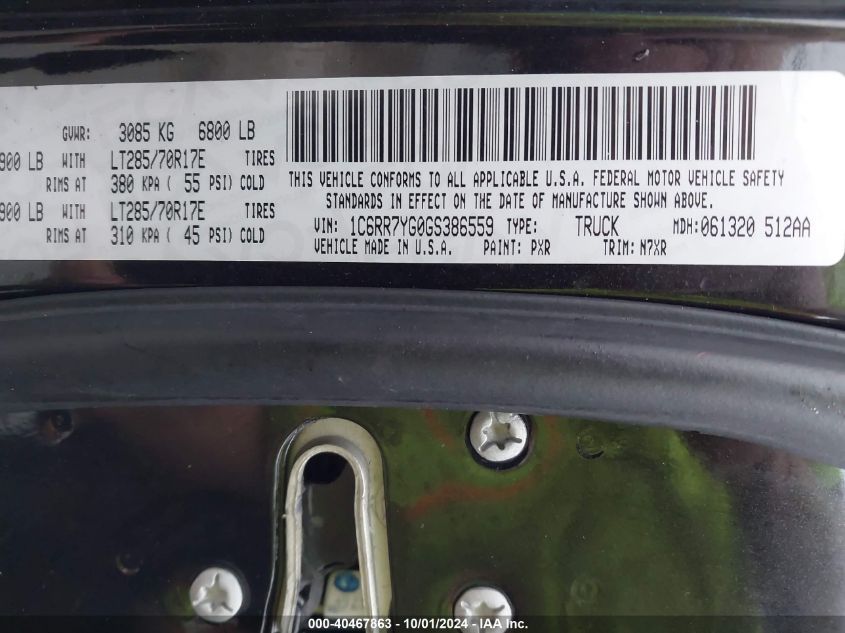 GVWR: 3085 KG 6800 LB
900 LB WITH LT285/70R17E TIRES
RIMS AT 380 KPA ( 55 PSI) COLD
900 LB WITH LT285/70R17E TIRES
RIMS AT 310 KPA ( 45 PSI) COLD
THIS VEHICLE CONFORMS TO ALL APPLICABLE U.S.A. FEDERAL MOTOR VEHICLE SAFETY
STANDARDS IN EFFECT ON THE DATE OF MANUFACTURE SHOWN ABOVE.
VIN: 1C6RR7YG0GS386559 TYPE: TRUCK MDH: 061320 512AA
VEHICLE MADE IN U.S.A. PAINT: PXR TRIM: N7XR
000-40467863 - 10/01/2024 - IAA Inc.